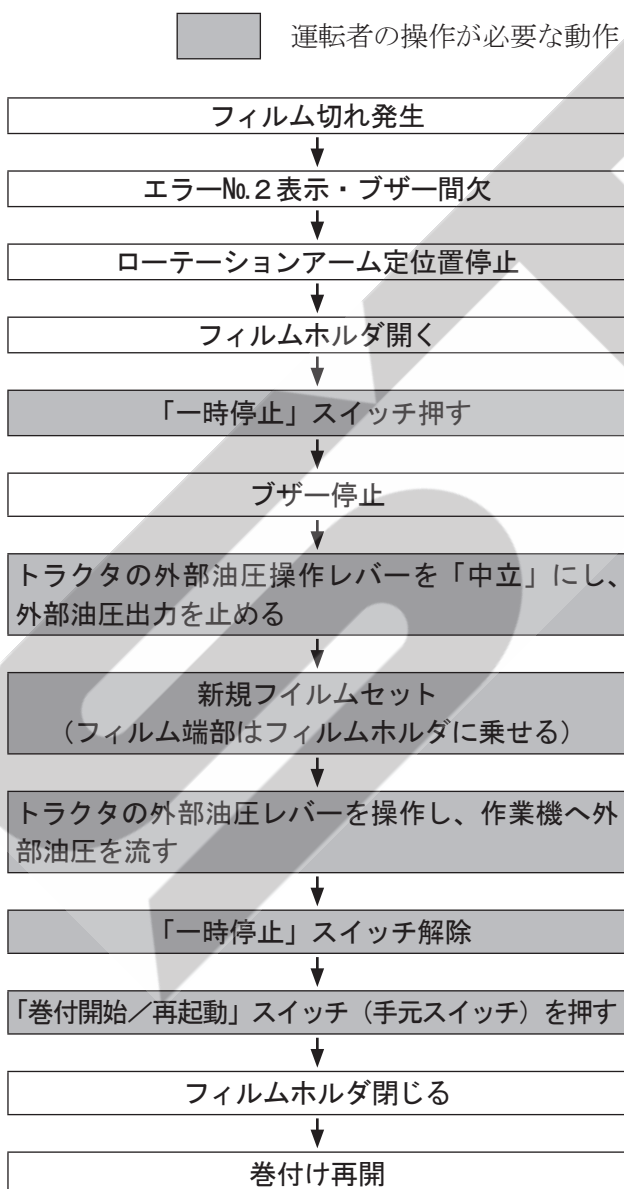 運転者の操作が必要な動作
フィルム切れ発生
エラー№２表示・ブザー間欠
ローテーションアーム定位置停止
フィルムホルダ開く
「一時停止」スイッチ押す
ブザー停止
トラクタの外部油圧操作レバーを「中立」にし、
外部油圧出力を止める
新規フイルムセット
（フィルム端部はフィルムホルダに乗せる）
トラクタの外部油圧レバーを操作し、作業機へ外
部油圧を流す
「一時停止」スイッチ解除
「巻付開始／再起動」スイッチ（手元スイッチ）を押す
フィルムホルダ閉じる
巻付け再開